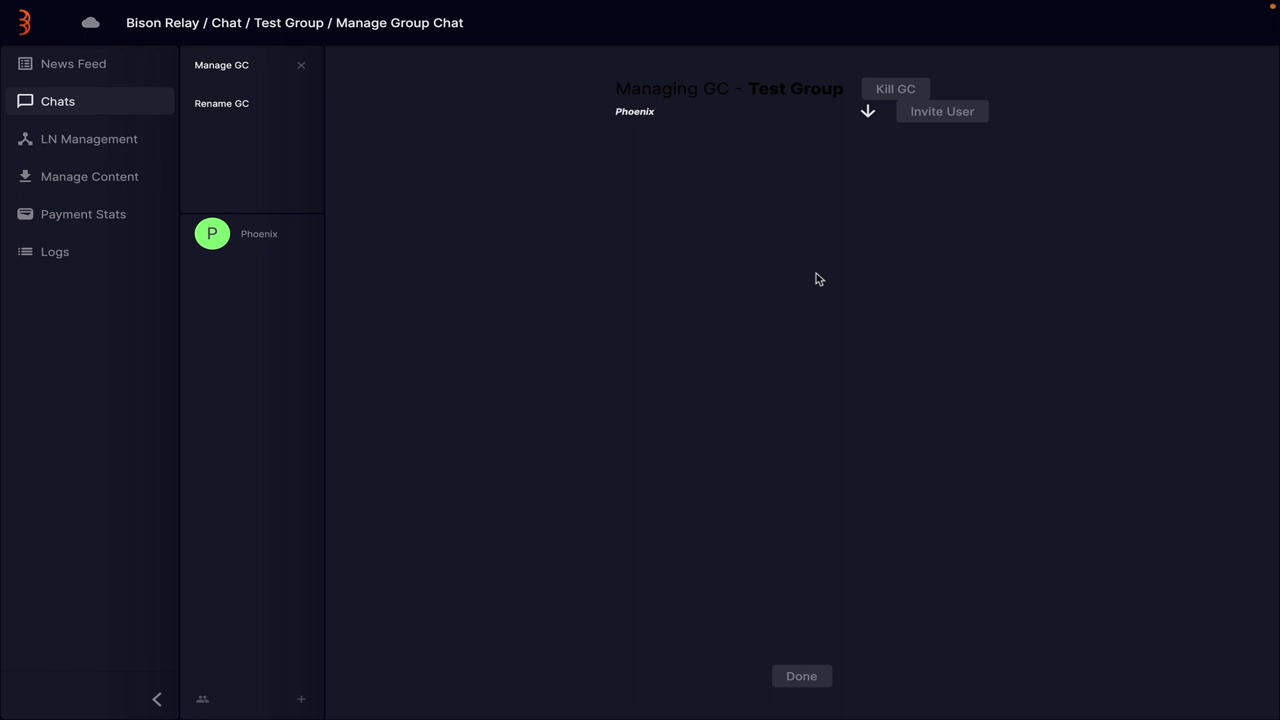 Bison Relay / Chat / Test Group / Manage Group Chat
News Feed
Chats
LN Management
Manage Content
Payment Stats
Logs
Manage GC
Rename GC
P Phoenix
Managing GC - Test Group Kill GC
Phoenix Invite User
Done